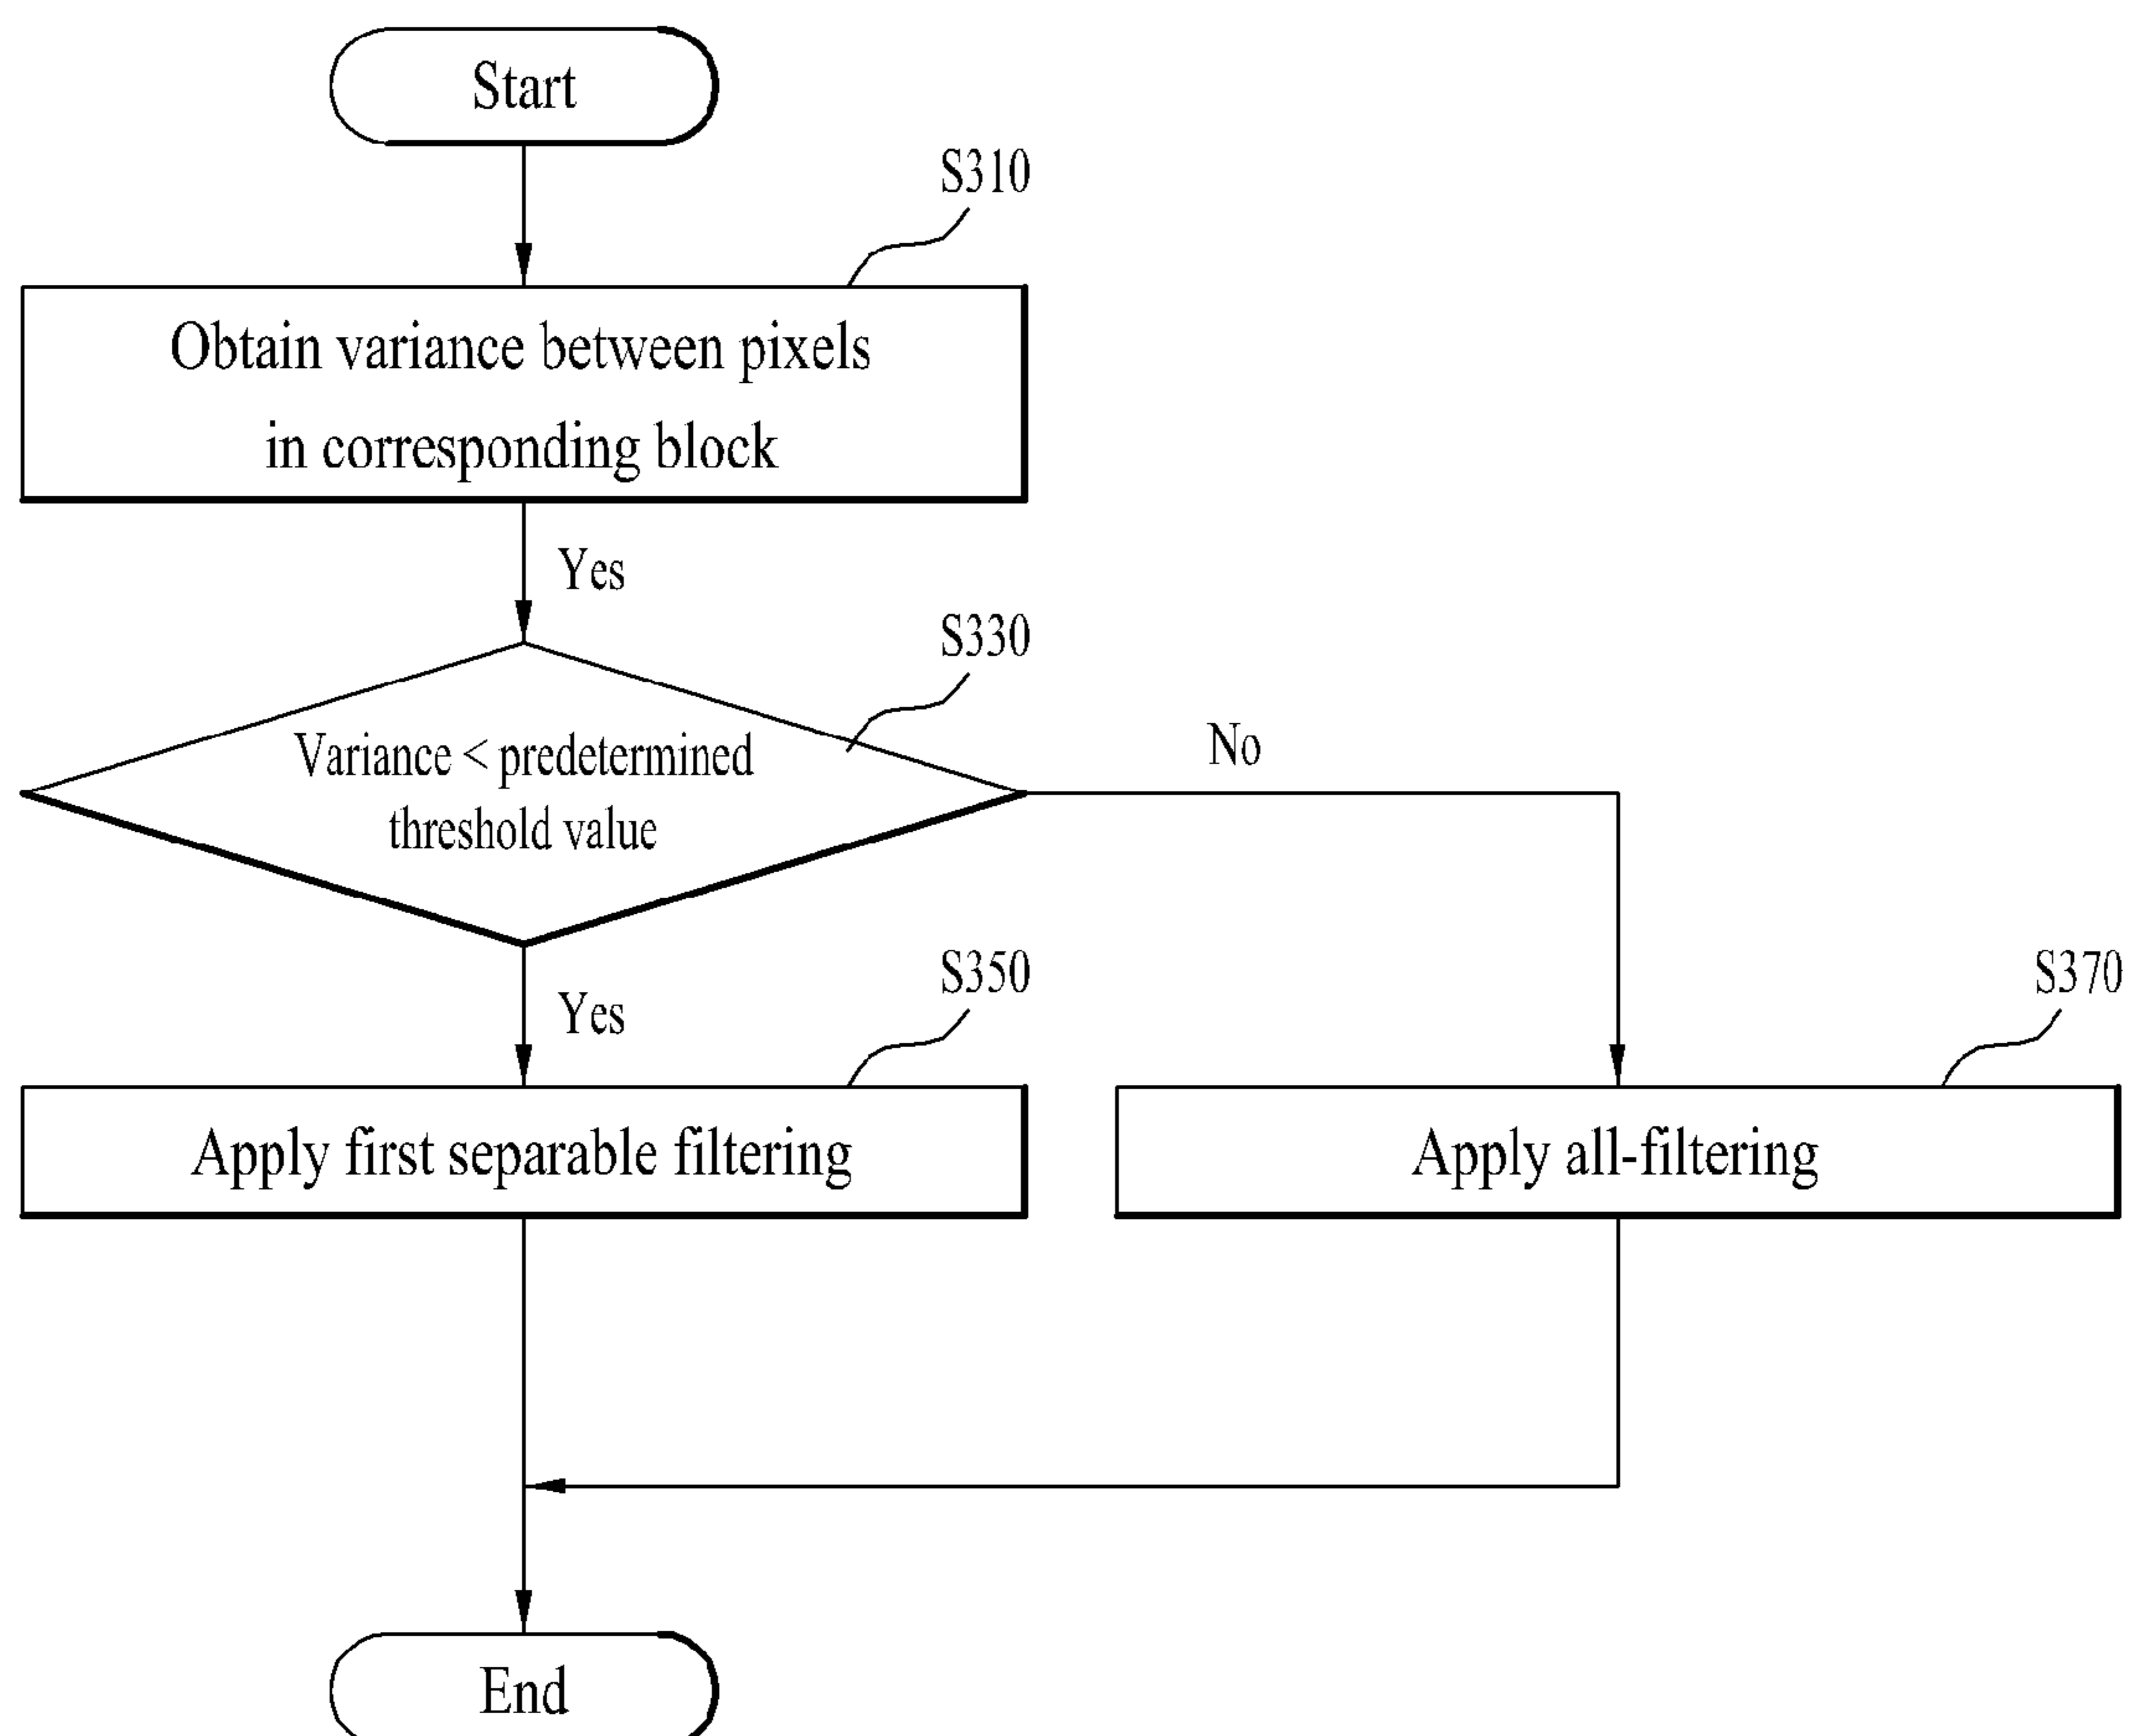 Start
S310
Obtain variance between pixels
in corresponding block
Yes
S330
Variance < predetermined
threshold value
No
Yes
S350
S370
Apply first separable filtering
Apply all-filtering
End